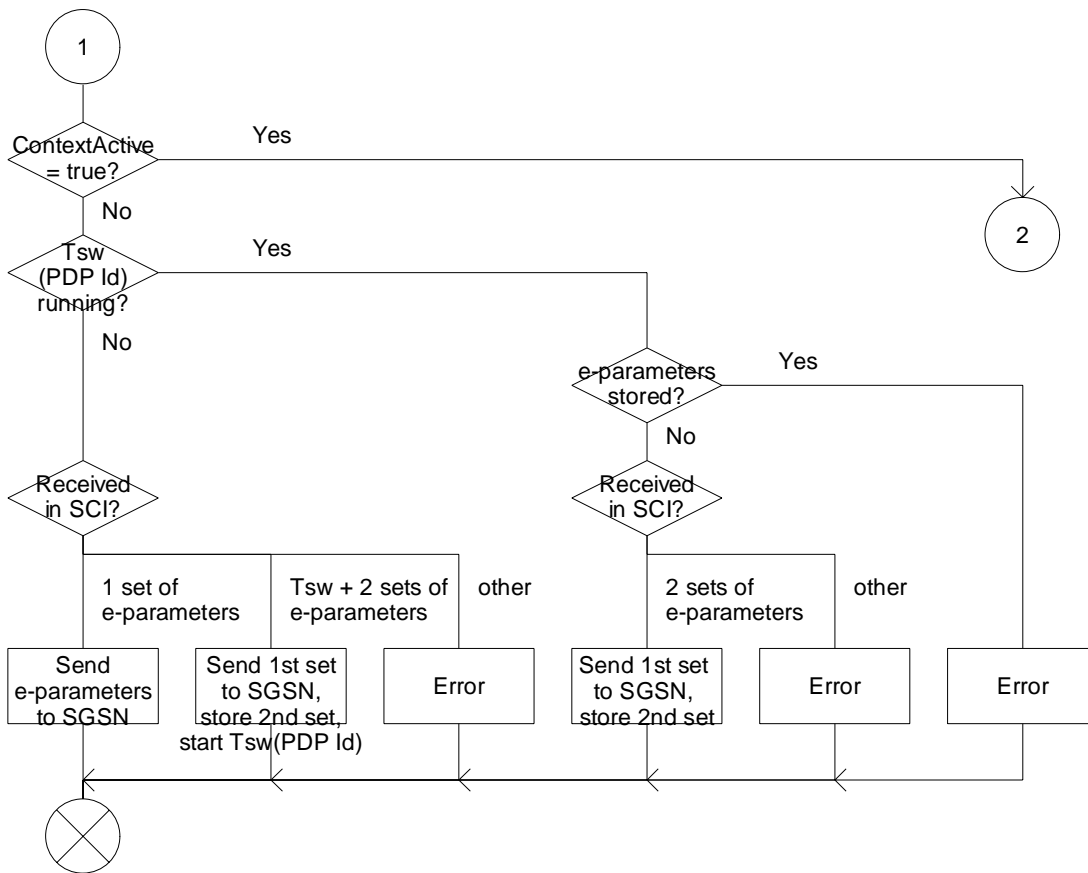 1
ContextActive
= true?
Yes
No
2
Tsw
(PDP Id)
running?
Yes
No
e-parameters
stored?
Yes
No
Received
in SCI?
Received
in SCI?
1 set of
e-parameters
Tsw + 2 sets of
e-parameters
other
2 sets of
e-parameters
other
Send
e-parameters
to SGSN
Send 1st set
to SGSN,
store 2nd set,
start Tsw(PDP Id)
Error
Send 1st set
to SGSN,
store 2nd set
Error
Error